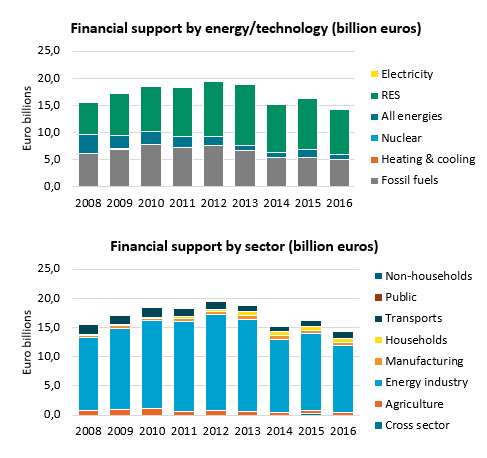 Financial support by energy/technology (billion euros)
25,0
20,0
15,0
10,0
5,0
0,0
Euro billions
2008 2009 2010 2011 2012 2013 2014 2015 2016
Electricity
RES
All energies
Nuclear
Heating & cooling
Fossil fuels
Financial support by sector (billion euros)
25,0
20,0
15,0
10,0
5,0
0,0
Euro billions
2008 2009 2010 2011 2012 2013 2014 2015 2016
Non-households
Public
Transports
Households
Manufacturing
Energy industry
Agriculture
Cross sector